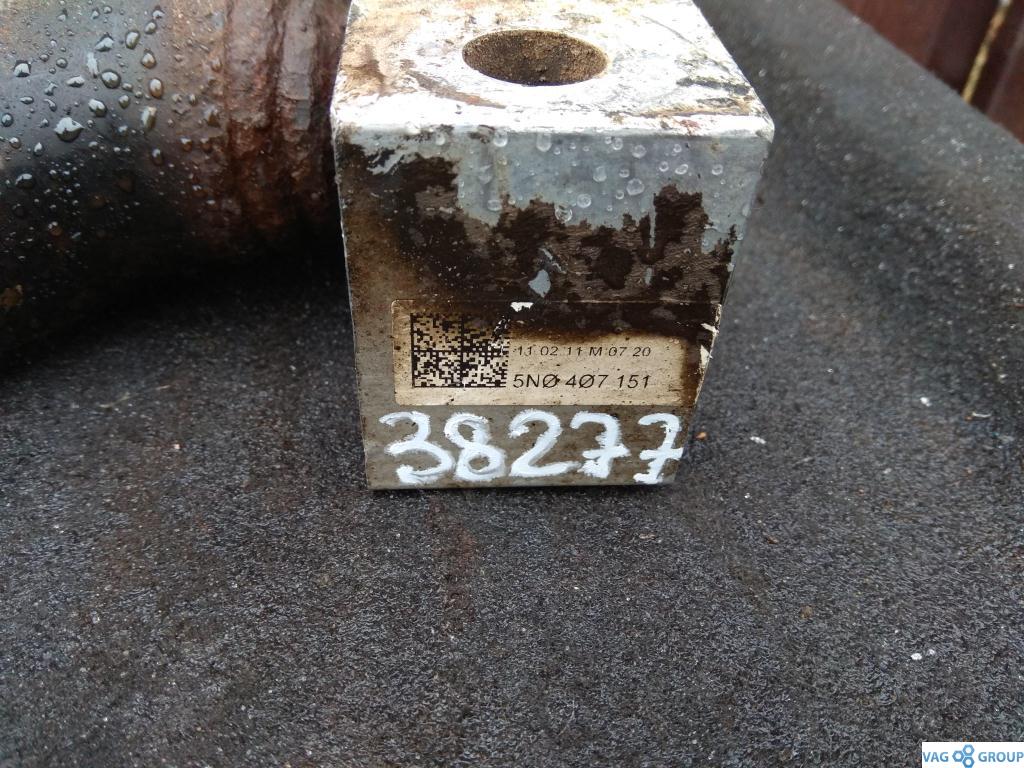 11 02 11 M 07 20
5NØ 4Ø7 151
38277
VAG GROUP